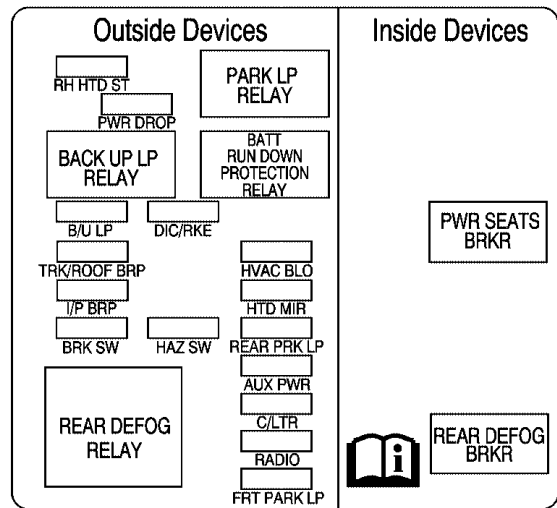 Outside Devices
RH HTD ST
PWR DROP
PARK LP
RELAY
BACK UP LP
RELAY
BATT
RUN DOWN
PROTECTION
RELAY
B/U LP
DIC/RKE
TRK/ROOF BRP
HVAC BLO
I/P BRP
HTD MIR
BRK SW
HAZ SW
REAR PRK LP
AUX PWR
REAR DEFOG
RELAY
C/LTR
RADIO
FRT PARK LP
Inside Devices
PWR SEATS
BRKR
REAR DEFOG
BRKR
i